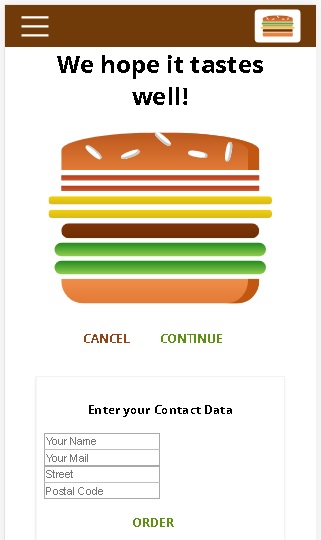 We hope it tastes
well!
CANCEL
CONTINUE
Enter your Contact Data
Your Name
Your Mail
Street
Postal Code
ORDER